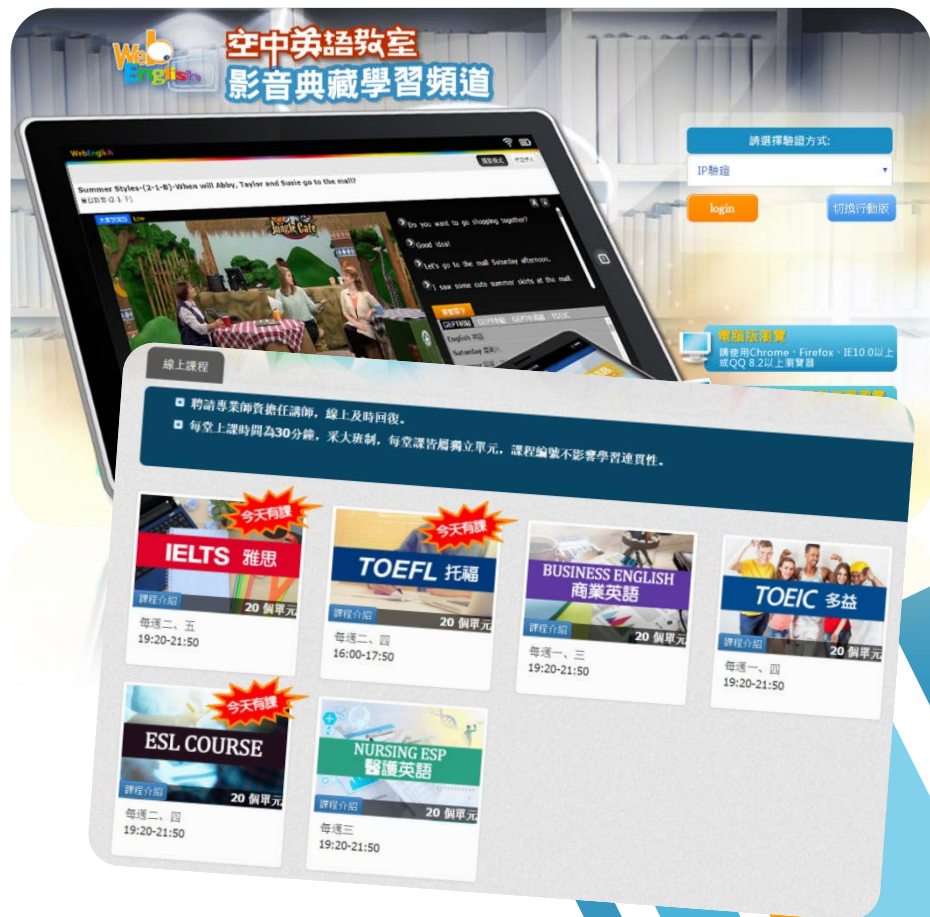 Web English
空中英語教室
影音典藏學習頻道
請選擇驗證方式:
IP驗證
login
切換行動版
WebEnglish
Summer Styles-(2-1-B)-When will Abby, Taylor and Susie go to the mall?
Low
Jungle Cafe
Do you want to go shopping together?
Good idea!
Let's go to the mall Saturday afternoon.
I saw some cute summer skirts at the mall.
TOEIC
English 英語
Saturday 星期六
電腦版瀏覽
請使用Chrome、Firefox、IE10.0以上
或QQ 8.2以上瀏覽器
線上課程
聘請專業師資擔任講師，線上及時回復。
每堂上課時間為30分鐘，采大班制，每堂課皆屬獨立單元，課程編號不影響學習連貫性。
今天有課
IELTS 雅思
課程介紹
20 個單元
每週二、五
19:20-21:50
今天有課
TOEFL 托福
課程介紹
20 個單元
每週二、四
16:00-17:50
BUSINESS ENGLISH
商業英語
課程介紹
20 個單元
每週一、三
19:20-21:50
TOEIC 多益
課程介紹
20 個單元
每週一、四
19:20-21:50
今天有課
ESL COURSE
課程介紹
20 個單元
每週二、四
19:20-21:50
NURSING ESP
醫護英語
課程介紹
20 個單元
每週三
19:20-21:50